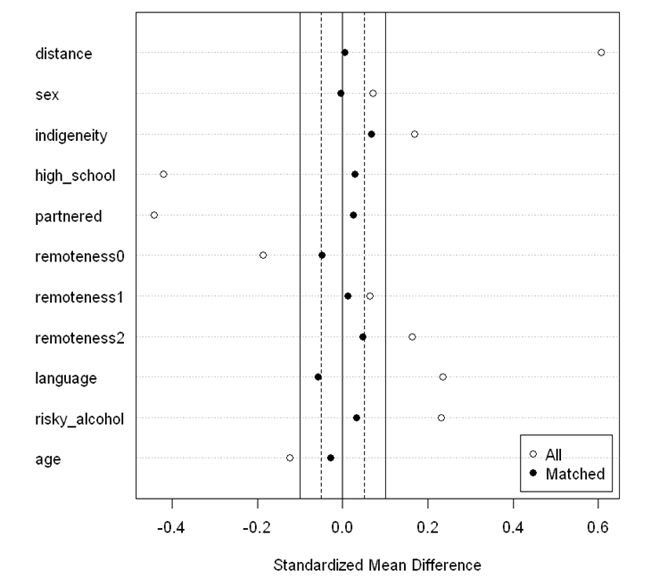 distance
sex
indigeneity
high_school
partnered
remoteness0
remoteness1
remoteness2
language
risky_alcohol
age
All
Matched
-0.4 -0.2 0.0 0.2 0.4 0.6
Standardized Mean Difference